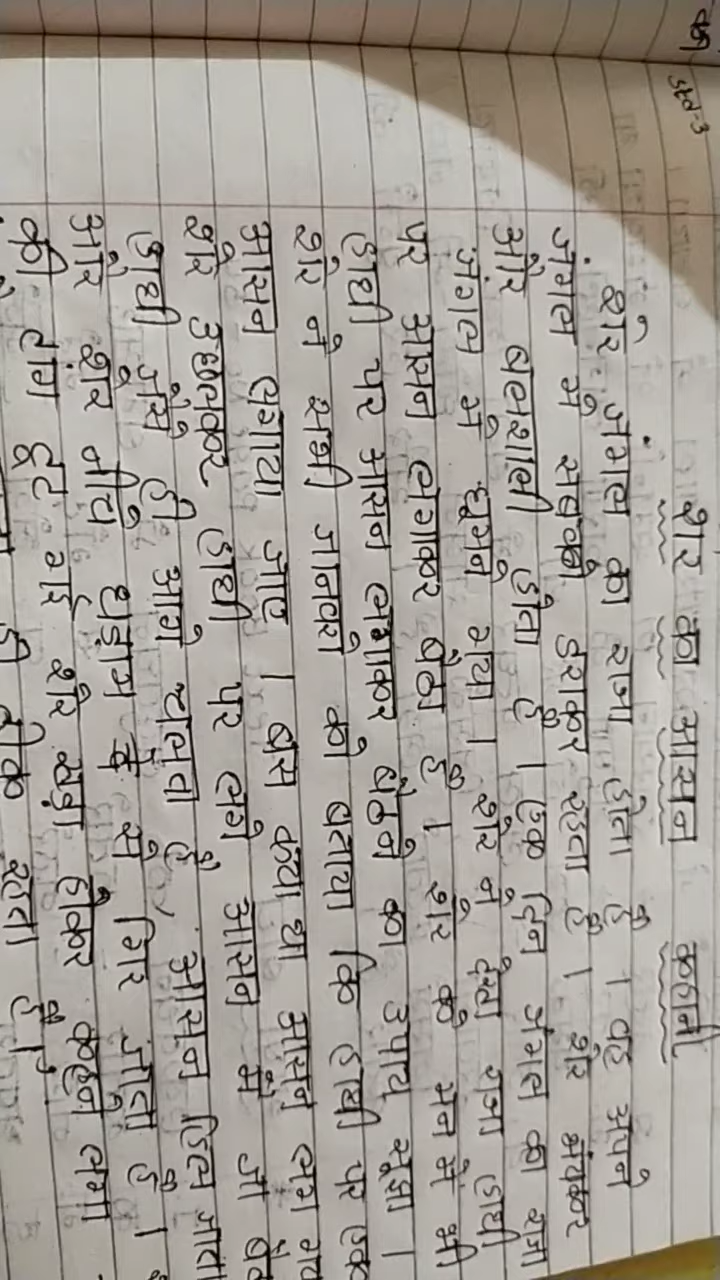 शेर का आसन कहानी
शेर जंगल का राजा होता है । वह अपने
जंगल में सबको डराकर रहता है । शेर भंयकर
और बलशाली होता है । एक दिन जंगल का राजा
जंगल में घूमने गया । शेर ने देखा राजा हाथी
पर आसन लगाकर बैठा है । शेर के मन में भी
हाथी पर आसन लगाकर बैठने का उपाय सूझा ।
शेर ने सभी जानवरो को बताया कि हाथी पर एक
आसन लगाया जाए । बस क्या था आसन लग गया
शेर उछलकर हाथी पर लगे आसन में जा बैठा
हाथी जैसे ही आगे चलता है, आसन हिल जाता
और शेर नीचे धड़ाम से गिर जाता है ।
की टांग टूट गई शेर खड़ा होकर कहने लगा
ही ठीक रहता है।